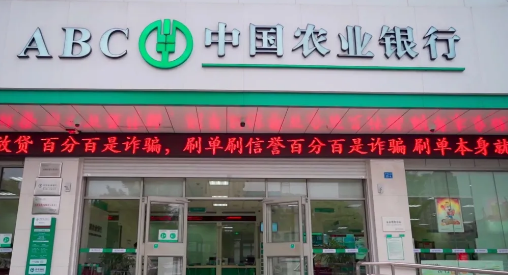 ABC 中国农业银行
放贷 百分百是诈骗，刷单刷信誉百分百是诈骗 刷单本身就